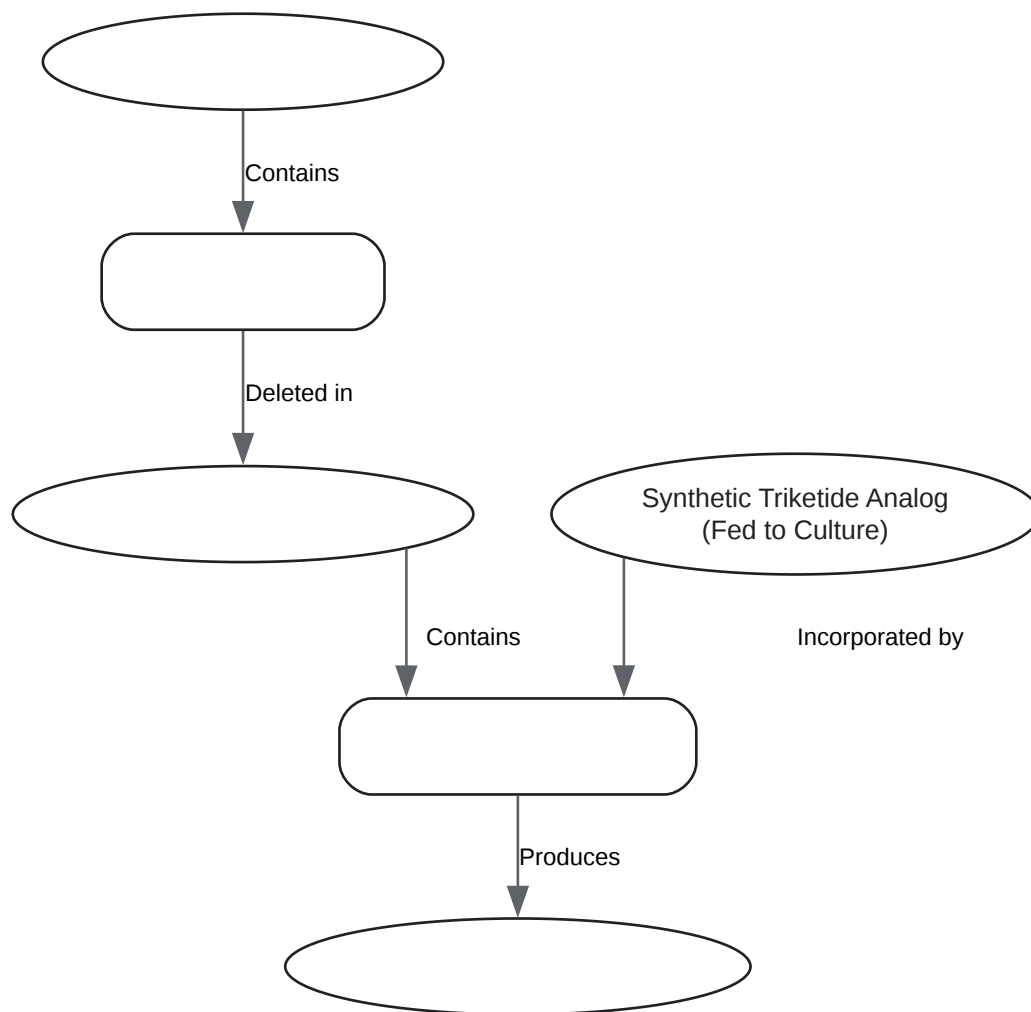 Contains
Deleted in
Synthetic Triketide Analog
(Fed to Culture)
Contains
Incorporated by
Produces